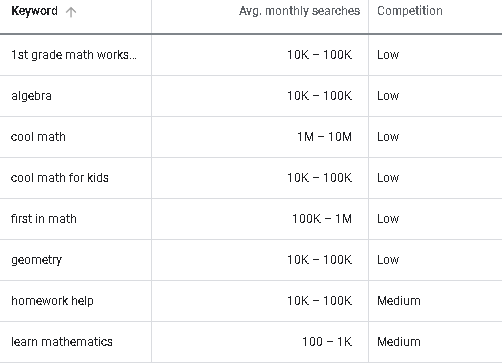 Keyword ↑ Avg. monthly searches Competition
1st grade math works... 10K – 100K Low
algebra 10K – 100K Low
cool math 1M – 10M Low
cool math for kids 10K – 100K Low
first in math 100K – 1M Low
geometry 10K – 100K Low
homework help 10K – 100K Medium
learn mathematics 100 – 1K Medium